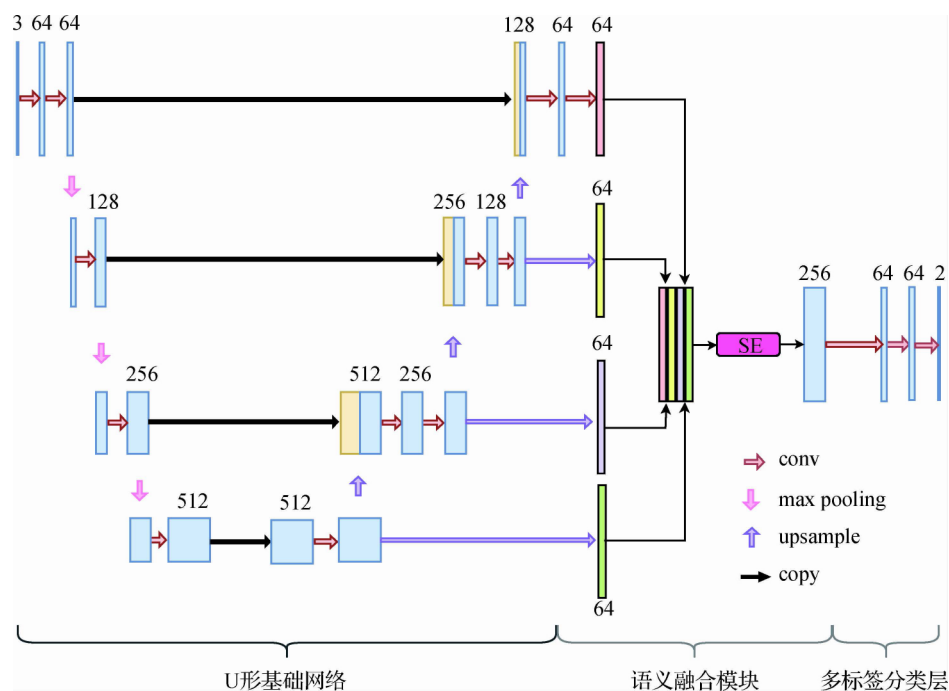 3 64 64 128 64 64
128 256 128 64
256 512 256 64
512 512 64
SE
256 64 64 2
conv
max pooling
upsample
copy
U形基础网络 语义融合模块 多标签分类层